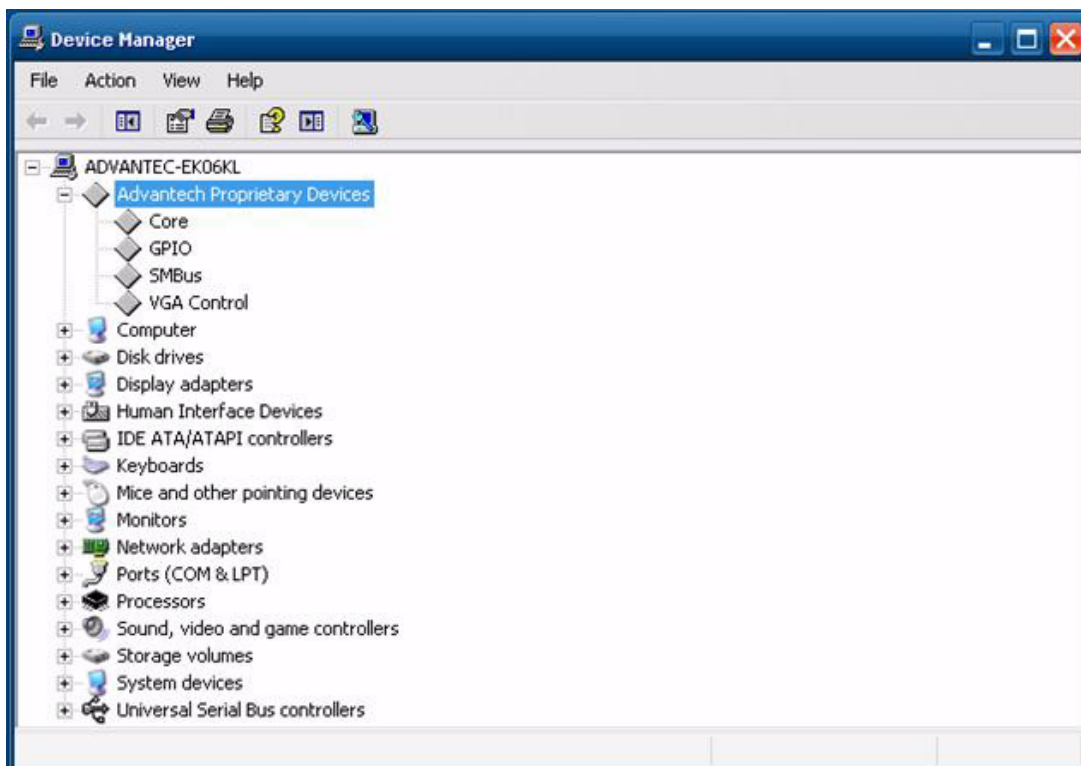 Device Manager
File Action View Help
ADVANTEC-EK06KL
Advantech Proprietary Devices
Core
GPIO
SMBus
VGA Control
Computer
Disk drives
Display adapters
Human Interface Devices
IDE ATA/ATAPI controllers
Keyboards
Mice and other pointing devices
Monitors
Network adapters
Ports (COM & LPT)
Processors
Sound, video and game controllers
Storage volumes
System devices
Universal Serial Bus controllers